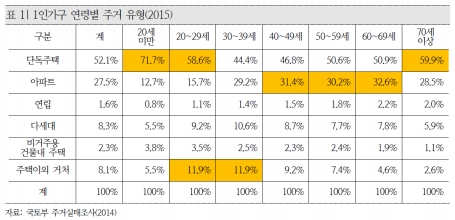 표 1| 1인가구 연령별 주거 유형(2015)
구분 계 20세 미만 20~29세 30~39세 40~49세 50~59세 60~69세 70세 이상
단독주택 52.1% 71.7% 58.6% 44.4% 46.8% 50.6% 50.9% 59.9%
아파트 27.5% 12.7% 15.7% 29.2% 31.4% 30.2% 32.6% 28.5%
연립 1.6% 0.8% 1.1% 1.4% 1.5% 1.8% 2.2% 2.0%
다세대 8.3% 5.5% 9.2% 10.6% 8.7% 7.7% 7.8% 5.9%
비거주용 건물내 주택 2.3% 3.8% 3.5% 2.5% 2.3% 2.4% 1.9% 1.1%
주택이외 거처 8.1% 5.5% 11.9% 11.9% 9.2% 7.4% 4.6% 2.6%
계 100% 100% 100% 100% 100% 100% 100% 100%
자료: 국토부 주거실태조사(2014)